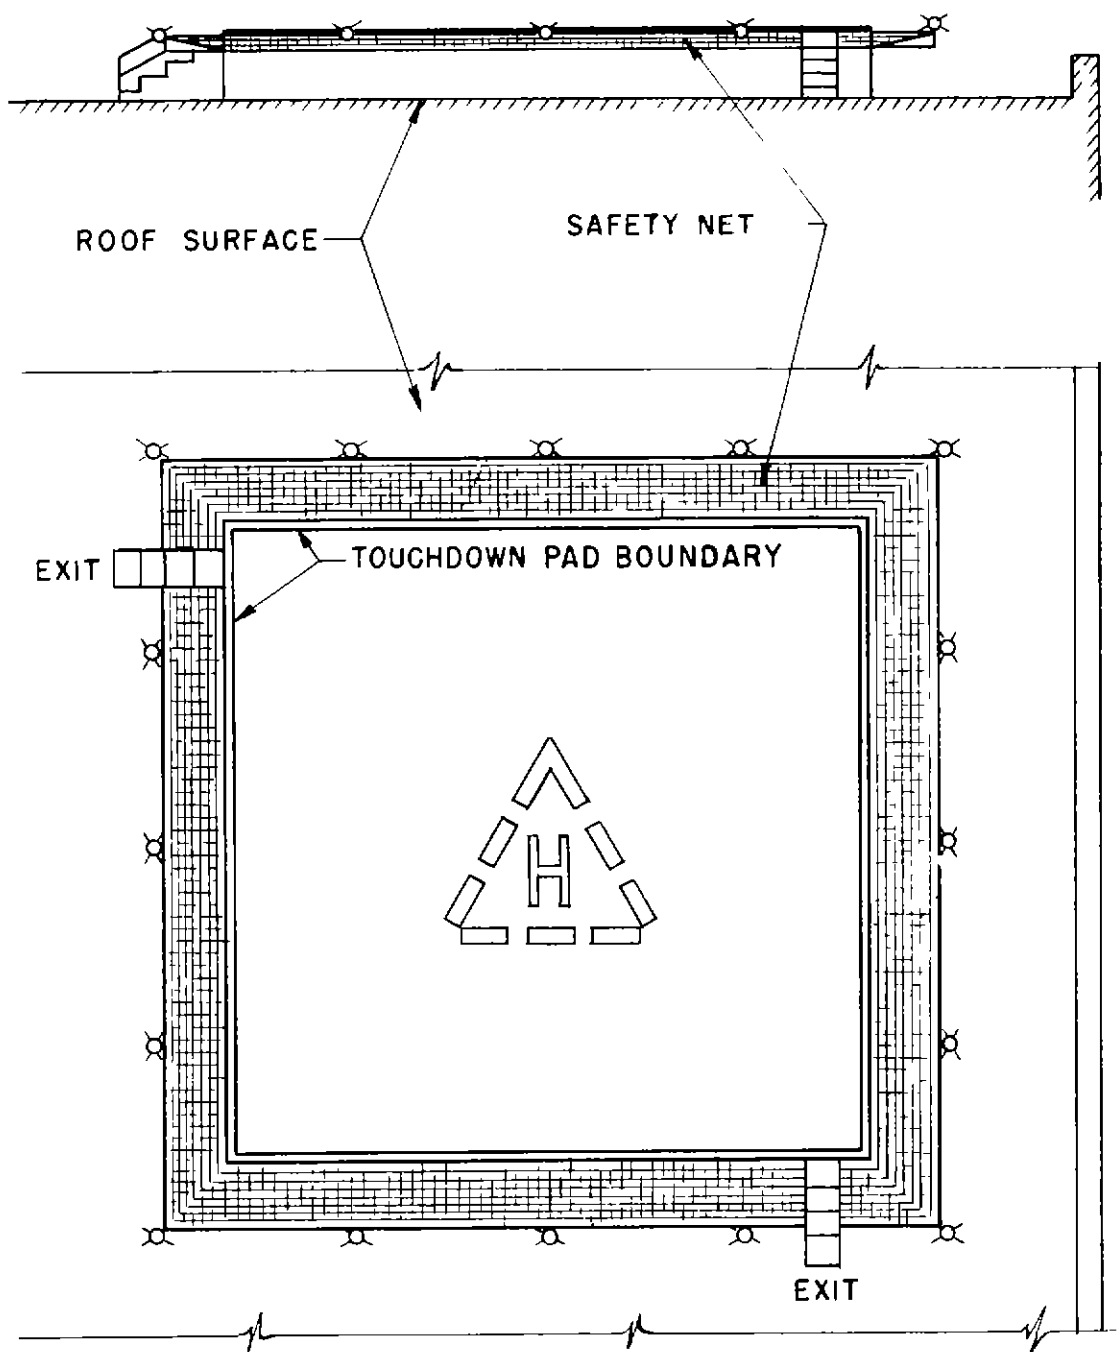 SAFETY NET
ROOF SURFACE
TOUCHDOWN PAD BOUNDARY
EXIT
H
EXIT